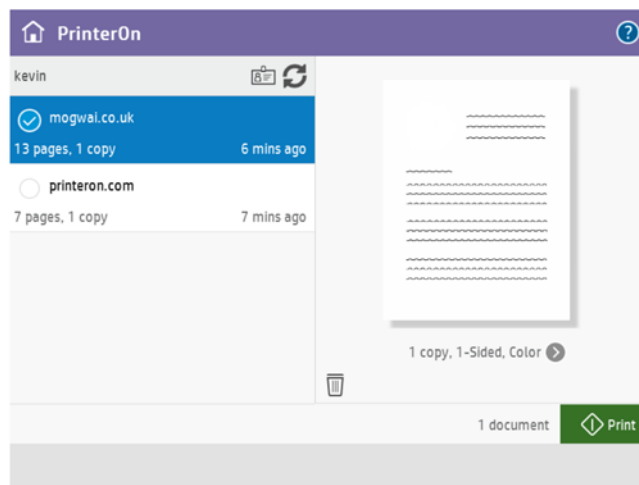 PrinterOn
?
kevin
mogwai.co.uk
13 pages, 1 copy 6 mins ago
printeron.com
7 pages, 1 copy 7 mins ago
1 copy, 1-Sided, Color
1 document
Print